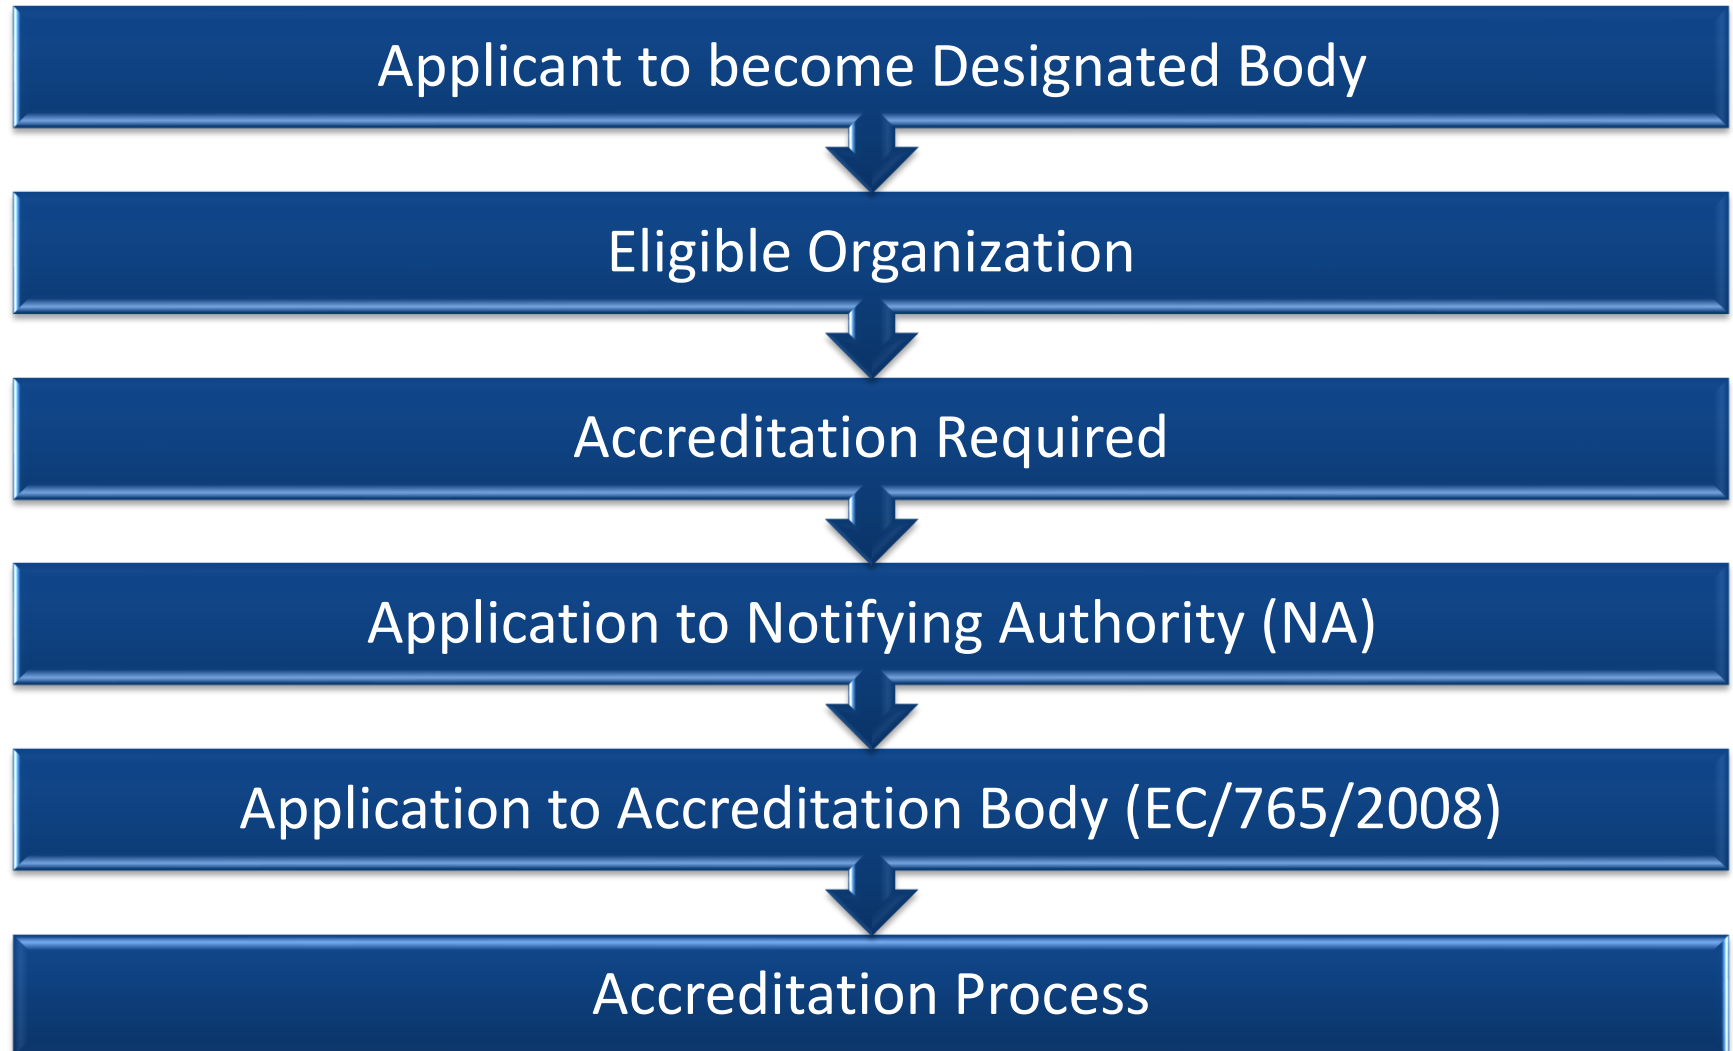 Applicant to become Designated Body
Eligible Organization
Accreditation Required
Application to Notifying Authority (NA)
Application to Accreditation Body (EC/765/2008)
Accreditation Process